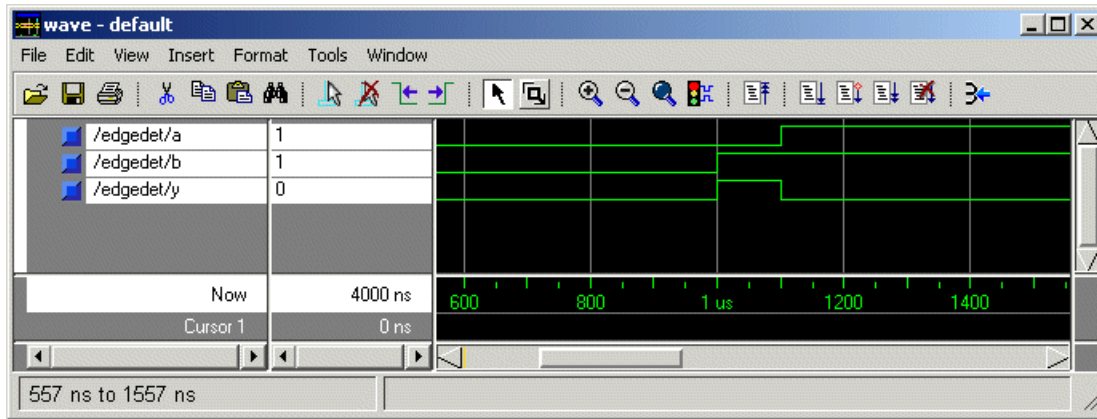 wave - default
File Edit View Insert Format Tools Window
/edgedet/a 1
/edgedet/b 1
/edgedet/y 0
Now 4000 ns 600 800 1 us 1200 1400
Cursor 1 0 ns
557 ns to 1557 ns